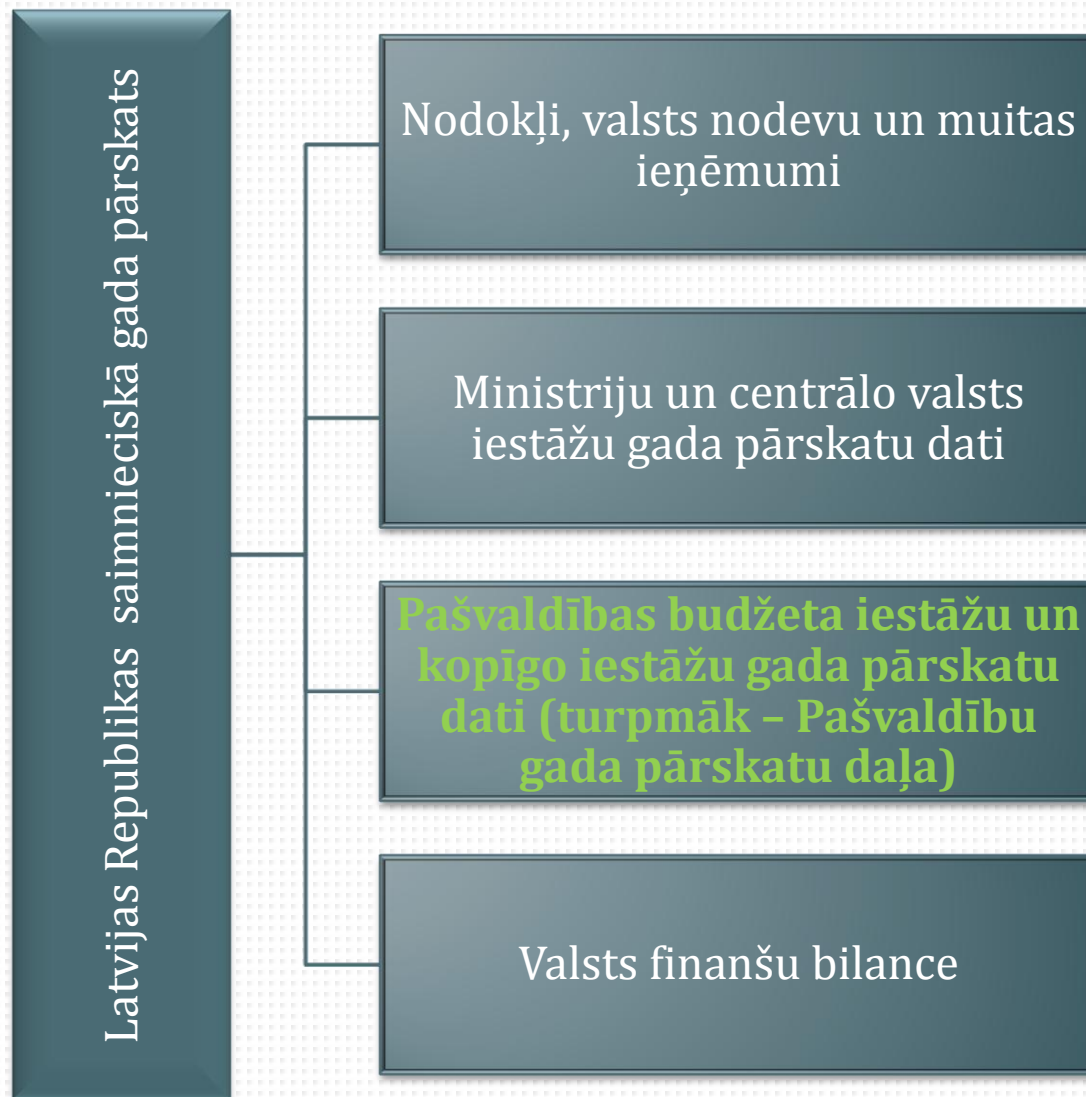 Latvijas Republikas saimnieciskā gada pārskats
Nodokļi, valsts nodevu un muitas
ieņēmumi
Ministriju un centrālo valsts
iestāžu gada pārskatu dati
Pašvaldības budžeta iestāžu un
kopīgo iestāžu gada pārskatu
dati (turpmāk – Pašvaldību
gada pārskatu daļa)
Valsts finanšu bilance